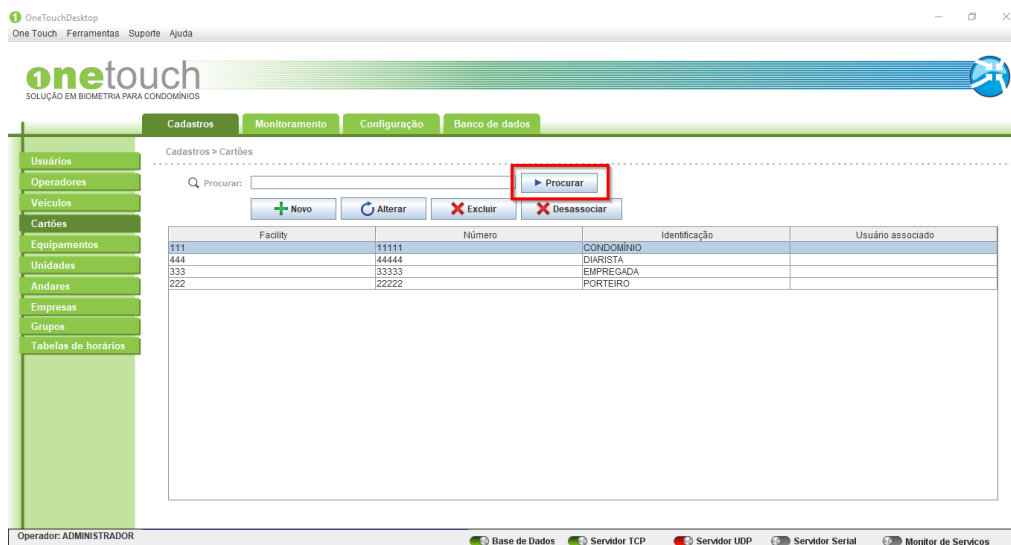 OneTouchDesktop
One Touch Ferramentas Suporte Ajuda
onetouch
SOLUÇÃO EM BIOMETRIA PARA CONDOMÍNIOS
Cadastros Monitoramento Configuração Banco de dados
Cadastros > Cartões
Usuários
Operadores
Veículos
Cartões
Equipamentos
Unidades
Andares
Empresas
Grupos
Tabelas de horários
Procurar: Procurar
Novo Alterar Excluir Desassociar
Facility Número Identificação Usuário associado
111 11111 CONDOMÍNIO
444 44444 DIARISTA
333 33333 EMPREGADA
222 22222 PORTEIRO
Operador: ADMINISTRADOR Base de Dados Servidor TCP Servidor UDP Servidor Serial Monitor de Serviços